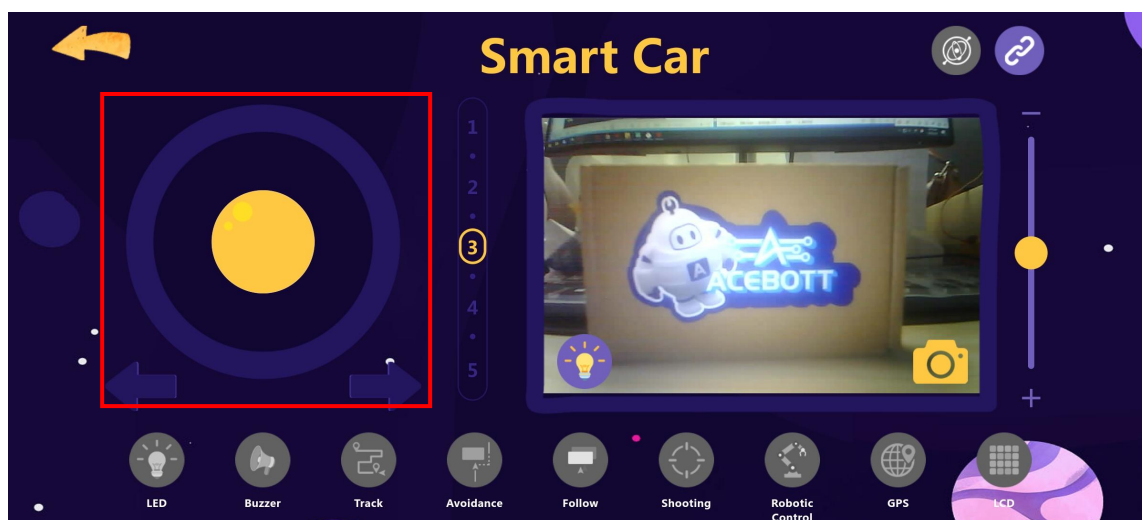 Smart Car
1
2
3
4
5
A
ACEBOTT
LED
Buzzer
Track
Avoidance
Follow
Shooting
Robotic
Control
GPS
LCD